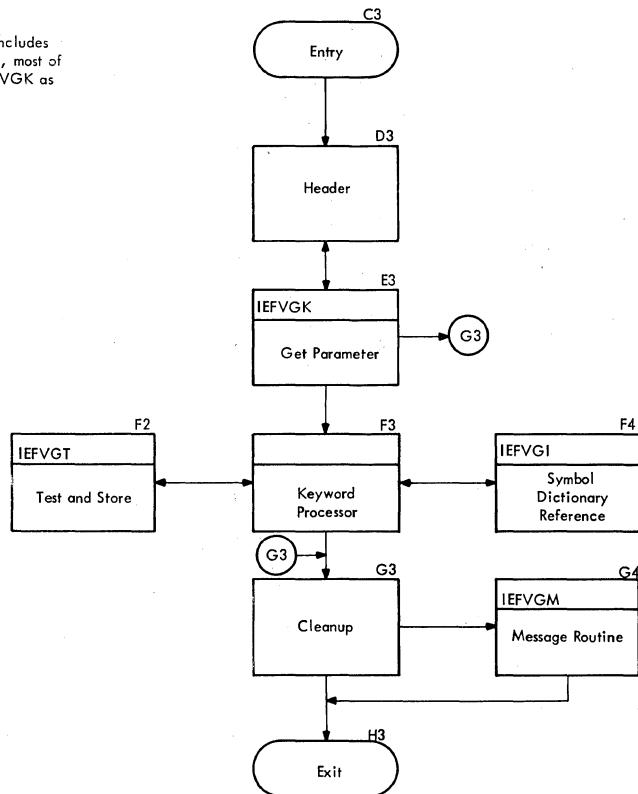 C3
ncludes
, most of
VGK as
Entry
D3
Header
E3
IEFVGK
Get Parameter
G3
F2
IEFVGT
Test and Store
F3
Keyword
Processor
F4
IEFVGI
Symbol
Dictionary
Reference
G3
G3
Cleanup
G4
IEFVGM
Message Routine
H3
Exit